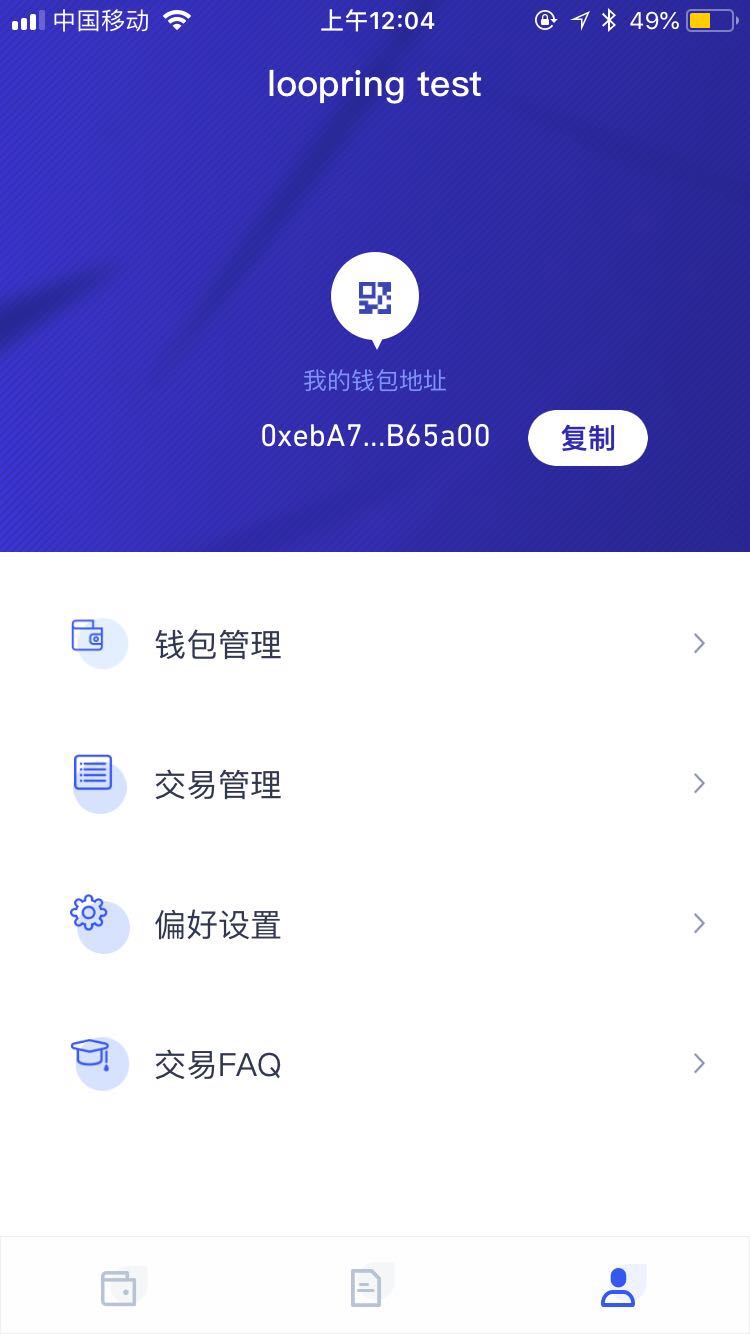 中国移动
上午12:04
49%
loopring test
我的钱包地址
0xebA7...B65a00
复制
钱包管理
交易管理
偏好设置
交易FAQ